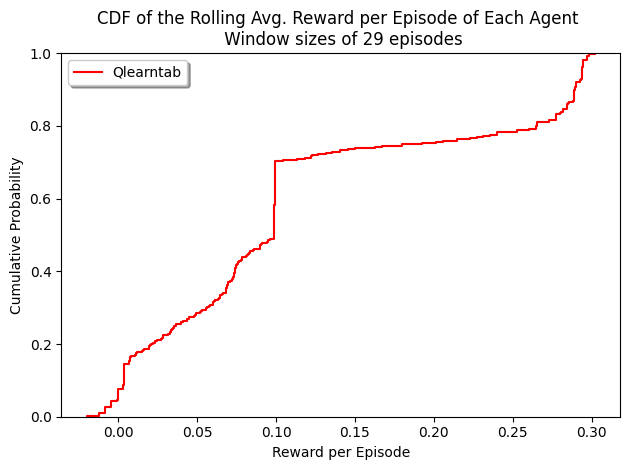 CDF of the Rolling Avg. Reward per Episode of Each Agent
Window sizes of 29 episodes
Qlearntab
1.0
0.8
0.6
0.4
0.2
0.0
Cumulative Probability
0.00 0.05 0.10 0.15 0.20 0.25 0.30
Reward per Episode